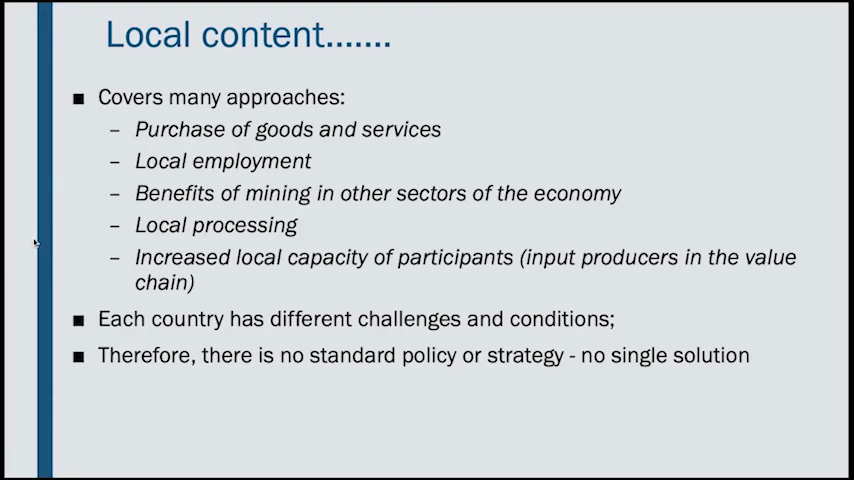 Local content.......
■ Covers many approaches:
– Purchase of goods and services
– Local employment
– Benefits of mining in other sectors of the economy
– Local processing
– Increased local capacity of participants (input producers in the value
chain)
■ Each country has different challenges and conditions;
■ Therefore, there is no standard policy or strategy - no single solution